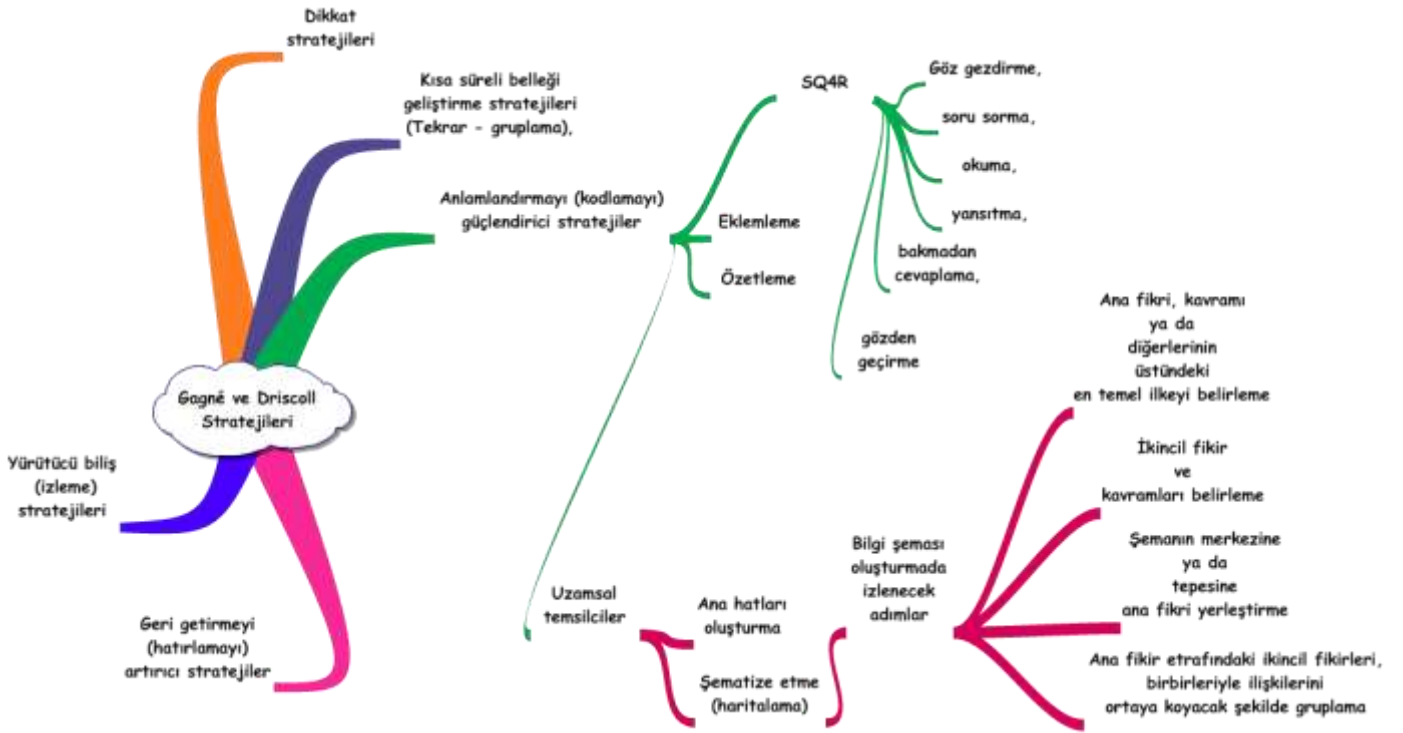 Dikkat
stratejileri
Kısa süreli belleği
geliştirme stratejileri
(Tekrar - gruplama),
Anlamlandırmayı (kodlamayı)
güçlendirici stratejiler
Gagné ve Driscoll
Stratejileri
Yürütücü biliş
(izleme)
stratejileri
Geri getirmeyi
(hatırlamayı)
artırıcı stratejiler
SQ4R
Eklemleme
Özetleme
Göz gezdirme,
soru sorma,
okuma,
yansıtma,
bakmadan
cevaplama,
gözden
geçirme
Uzamsal
temsilciler
Ana hatları
oluşturma
Şematize etme
(haritalama)
Bilgi şeması
oluşturmada
izlenecek
adımlar
Ana fikri, kavramı
ya da
diğerlerinin
üstündeki
en temel ilkeyi belirleme
İkincil fikir
ve
kavramları belirleme
Şemanın merkezine
ya da
tepesine
ana fikri yerleştirme
Ana fikir etrafındaki ikincil fikirleri,
birbirleriyle ilişkilerini
ortaya koyacak şekilde gruplama